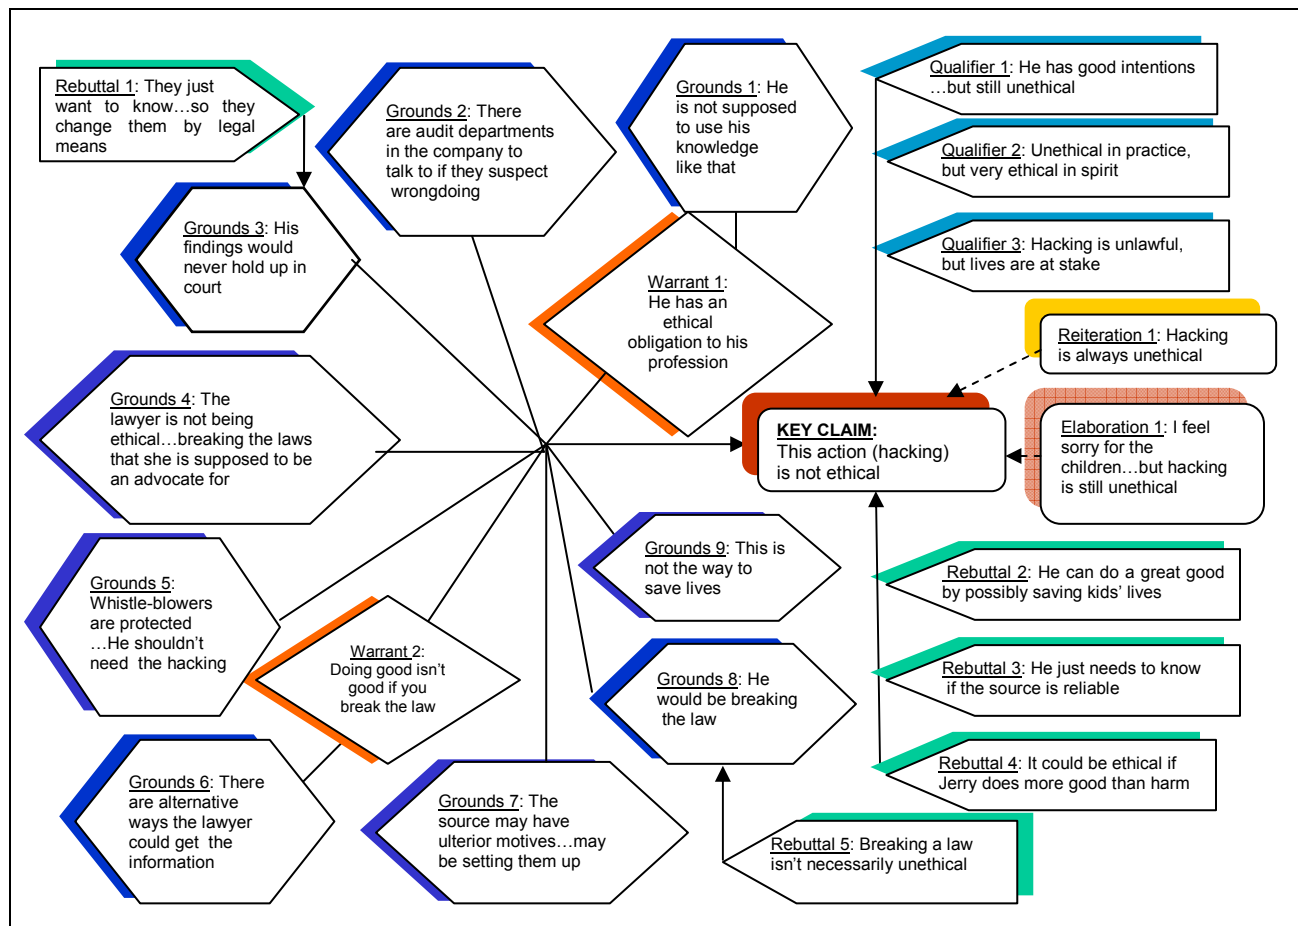 Rebuttal 1: They just
want to know…so they
change them by legal
means
Grounds 2: There
are audit departments
in the company to
talk to if they suspect
wrongdoing
Grounds 1: He
is not supposed
to use his
knowledge
like that
Qualifier 1: He has good intentions
…but still unethical
Qualifier 2: Unethical in practice,
but very ethical in spirit
Qualifier 3: Hacking is unlawful,
but lives are at stake
Grounds 3: His
findings would
never hold up in
court
Warrant 1:
He has an
ethical
obligation to his
profession
Reiteration 1: Hacking
is always unethical
Grounds 4: The
lawyer is not being
ethical…breaking the laws
that she is supposed to be
an advocate for
KEY CLAIM:
This action (hacking)
is not ethical
Elaboration 1: I feel
sorry for the
children…but hacking
is still unethical
Grounds 5:
Whistle-blowers
are protected
…He shouldn't
need the hacking
Grounds 9: This is
not the way to
save lives
Rebuttal 2: He can do a great good
by possibly saving kids' lives
Warrant 2:
Doing good isn't
good if you
break the law
Grounds 8: He
would be breaking
the law
Rebuttal 3: He just needs to know
if the source is reliable
Grounds 6: There
are alternative
ways the lawyer
could get the
information
Grounds 7: The
source may have
ulterior motives…may
be setting them up
Rebuttal 4: It could be ethical if
Jerry does more good than harm
Rebuttal 5: Breaking a law
isn't necessarily unethical